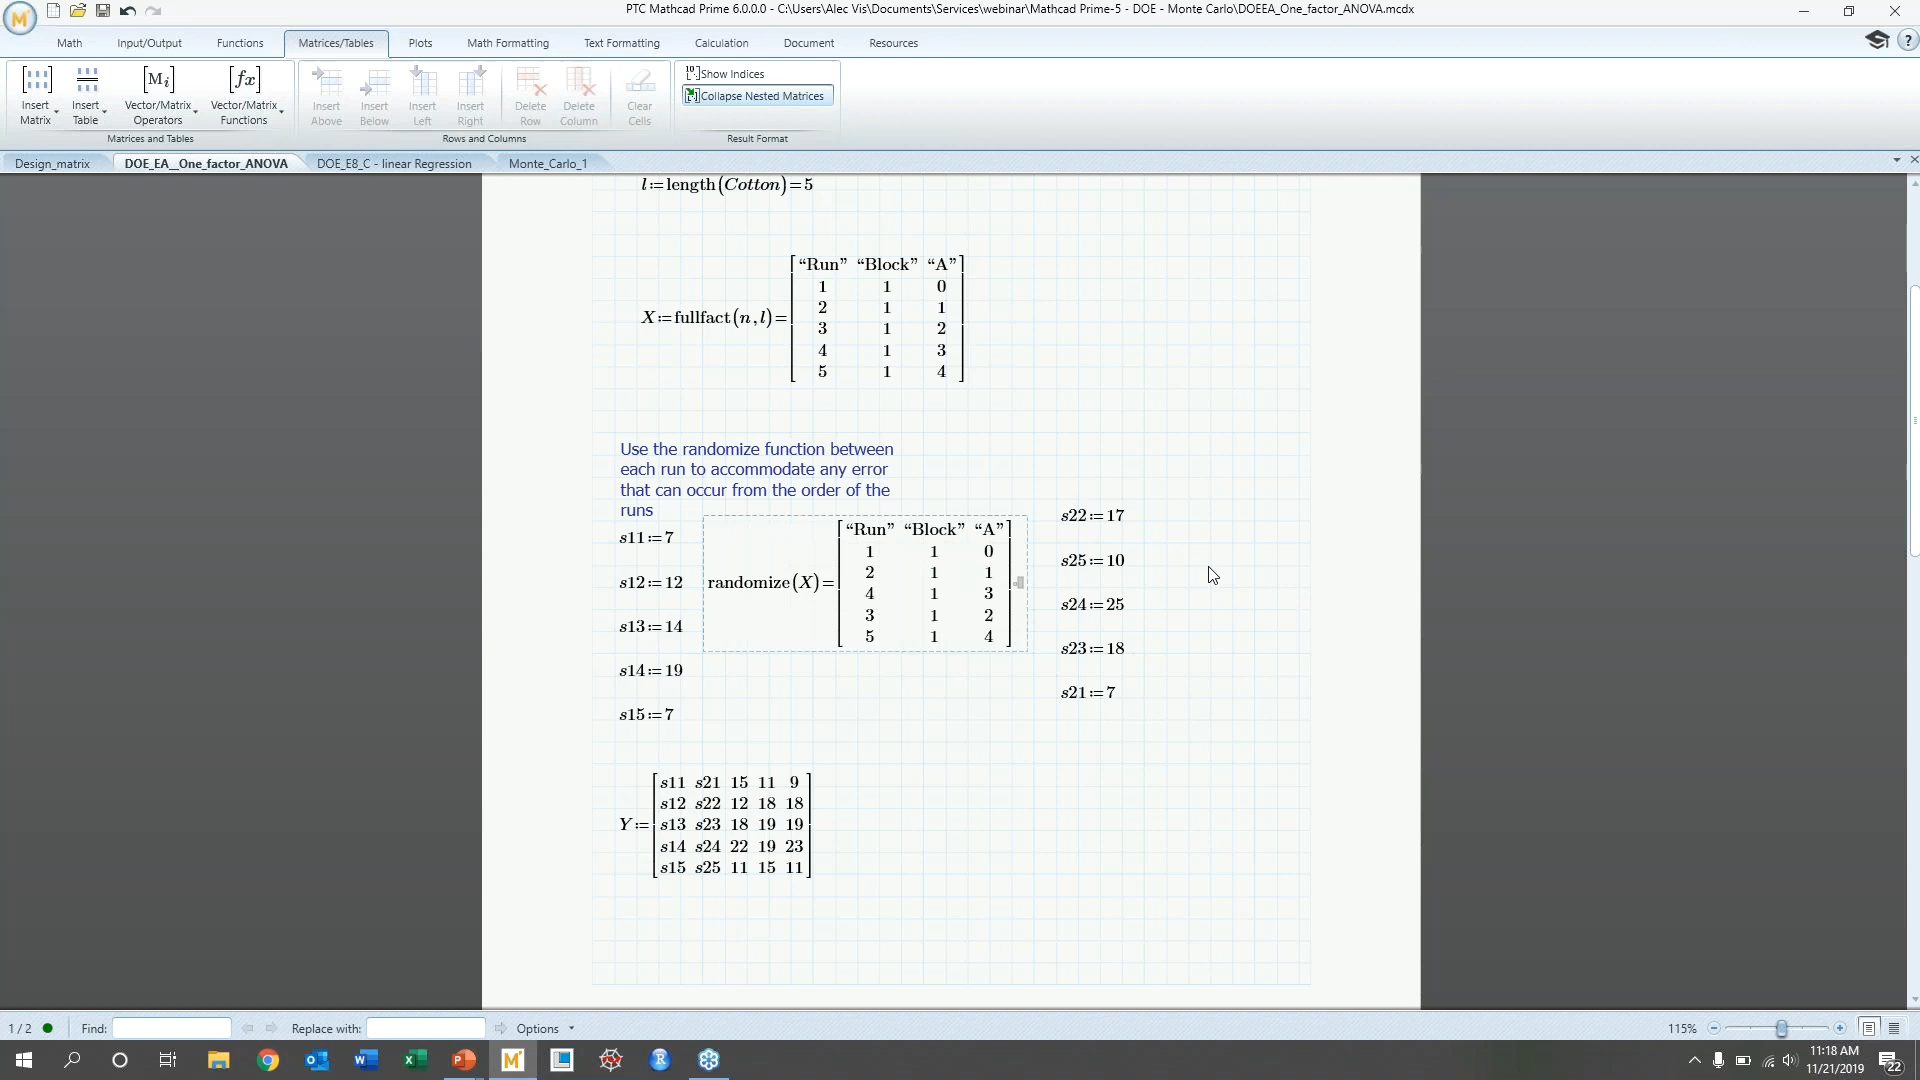 PTC Mathcad Prime 6.0.0.0 - C:\Users\Alec Vis\Documents\Services\webinar\Mathcad Prime-5 - DOE - Monte Carlo\DOEEA_One_factor_ANOVA.mcdx
Math Input/Output Functions Matrices/Tables Plots Math Formatting Text Formatting Calculation Document Resources
Insert Matrix
Insert Table
Vector/Matrix Operators
Vector/Matrix Functions
Insert Above
Insert Below
Insert Left
Insert Right
Delete Row
Delete Column
Clear Cells
Show Indices
Collapse Nested Matrices
Matrices and Tables
Rows and Columns
Result Format
Design_matrix DOE_EA__One_factor_ANOVA DOE_E8_C - linear Regression Monte_Carlo_1
l:=length(Cotton)=5
X:=fullfact(n,l)=
“Run” “Block” “A”
1 1 0
2 1 1
3 1 2
4 1 3
5 1 4
Use the randomize function between
each run to accommodate any error
that can occur from the order of the
runs
s11:=7
s12:=12
s13:=14
s14:=19
s15:=7
randomize(X)=
“Run” “Block” “A”
1 1 0
2 1 1
4 1 3
3 1 2
5 1 4
s22:=17
s25:=10
s24:=25
s23:=18
s21:=7
Y:=
s11 s21 15 11 9
s12 s22 12 18 18
s13 s23 18 19 19
s14 s24 22 19 23
s15 s25 11 15 11
1 / 2 Find: Replace with: Options 115%
11:18 AM
11/21/2019
22